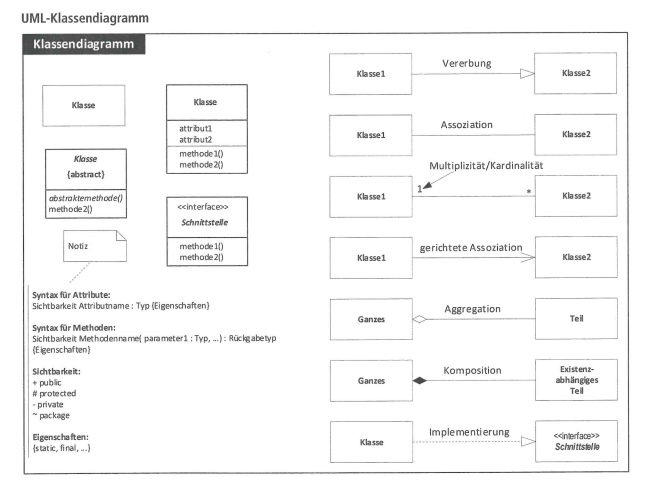 UML-Klassendiagramm
Klassendiagramm
Klasse
Klasse
attribut1
attribut2
methode1()
methode2()
Klasse
{abstract}
abstraktemethode()
methode2()
<<interface>>
Schnittstelle
methode1()
methode2()
Notiz
Syntax für Attribute:
Sichtbarkeit Attributname : Typ {Eigenschaften}
Syntax für Methoden:
Sichtbarkeit Methodenname( parameter1 : Typ, ...) : Rückgabetyp
{Eigenschaften}
Sichtbarkeit:
+ public
# protected
- private
~ package
Eigenschaften:
{static, final, ...}
Klasse1
Vererbung
Klasse2
Klasse1
Assoziation
Klasse2
Multiplizität/Kardinalität
Klasse1
1
*
Klasse2
Klasse1
gerichtete Assoziation
Klasse2
Ganzes
Aggregation
Teil
Ganzes
Komposition
Existenz-
abhängiges
Teil
Klasse
Implementierung
<<interface>>
Schnittstelle